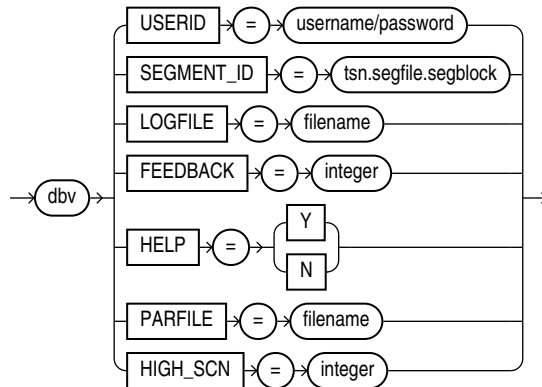 USERID = username/password
SEGMENT_ID = tsn.segfile.segblock
LOGFILE = filename
FEEDBACK = integer
dbv
Y
HELP =
N
PARFILE = filename
HIGH_SCN = integer